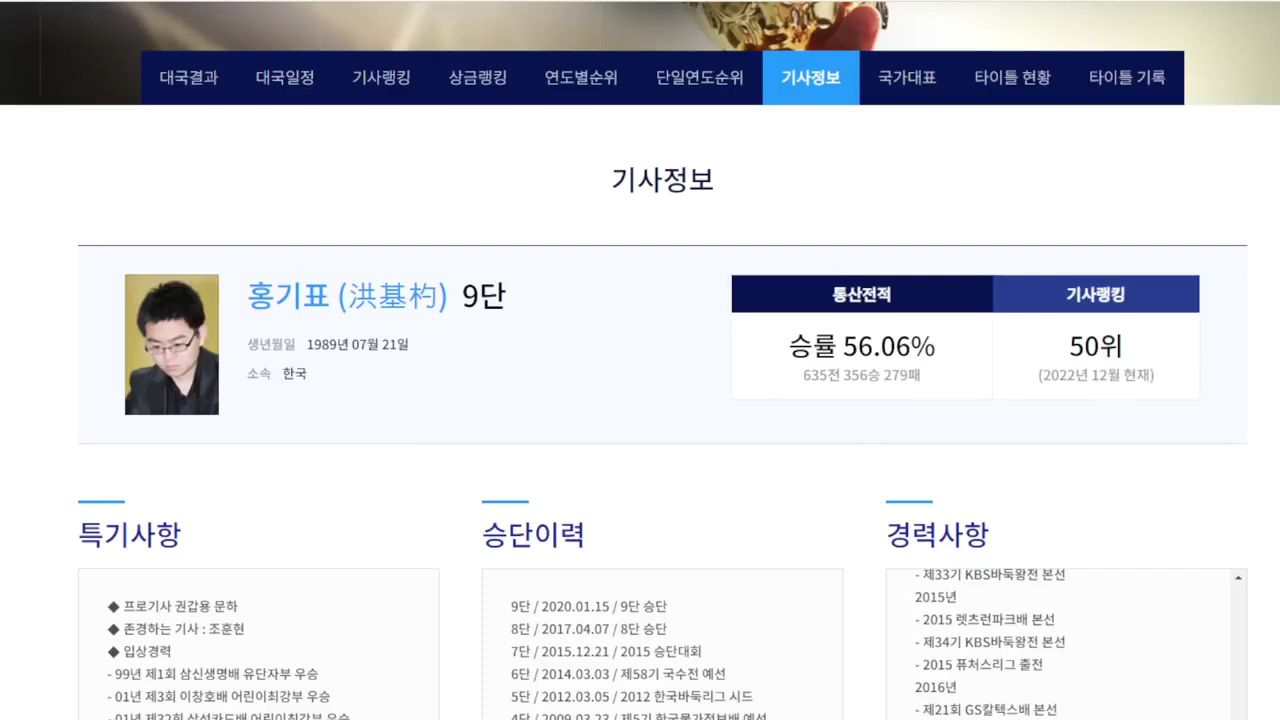 대국결과 대국일정 기사랭킹 상금랭킹 연도별순위 단일연도순위 기사정보 국가대표 타이틀 현황 타이틀 기록
기사정보
홍기표 (洪基杓) 9단
생년월일 1989년 07월 21일
소속 한국
통산전적 기사랭킹
승률 56.06% 50위
635전 356승 279패 (2022년 12월 현재)
특기사항
◆ 프로기사 권갑용 문하
◆ 존경하는 기사 : 조훈현
◆ 입상경력
- 99년 제1회 삼신생명배 유단자부 우승
- 01년 제3회 이창호배 어린이최강부 우승
- 01년 제32회 삼성카드배 어린이최강부 우승
승단이력
9단 / 2020.01.15 / 9단 승단
8단 / 2017.04.07 / 8단 승단
7단 / 2015.12.21 / 2015 승단대회
6단 / 2014.03.03 / 제58기 국수전 예선
5단 / 2012.03.05 / 2012 한국바둑리그 시드
4단 / 2009.03.23 / 제5기 한국물가정보배 예선
경력사항
- 제33기 KBS바둑왕전 본선
2015년
- 2015 렛츠런파크배 본선
- 제34기 KBS바둑왕전 본선
- 2015 퓨처스리그 출전
2016년
- 제21회 GS칼텍스배 본선